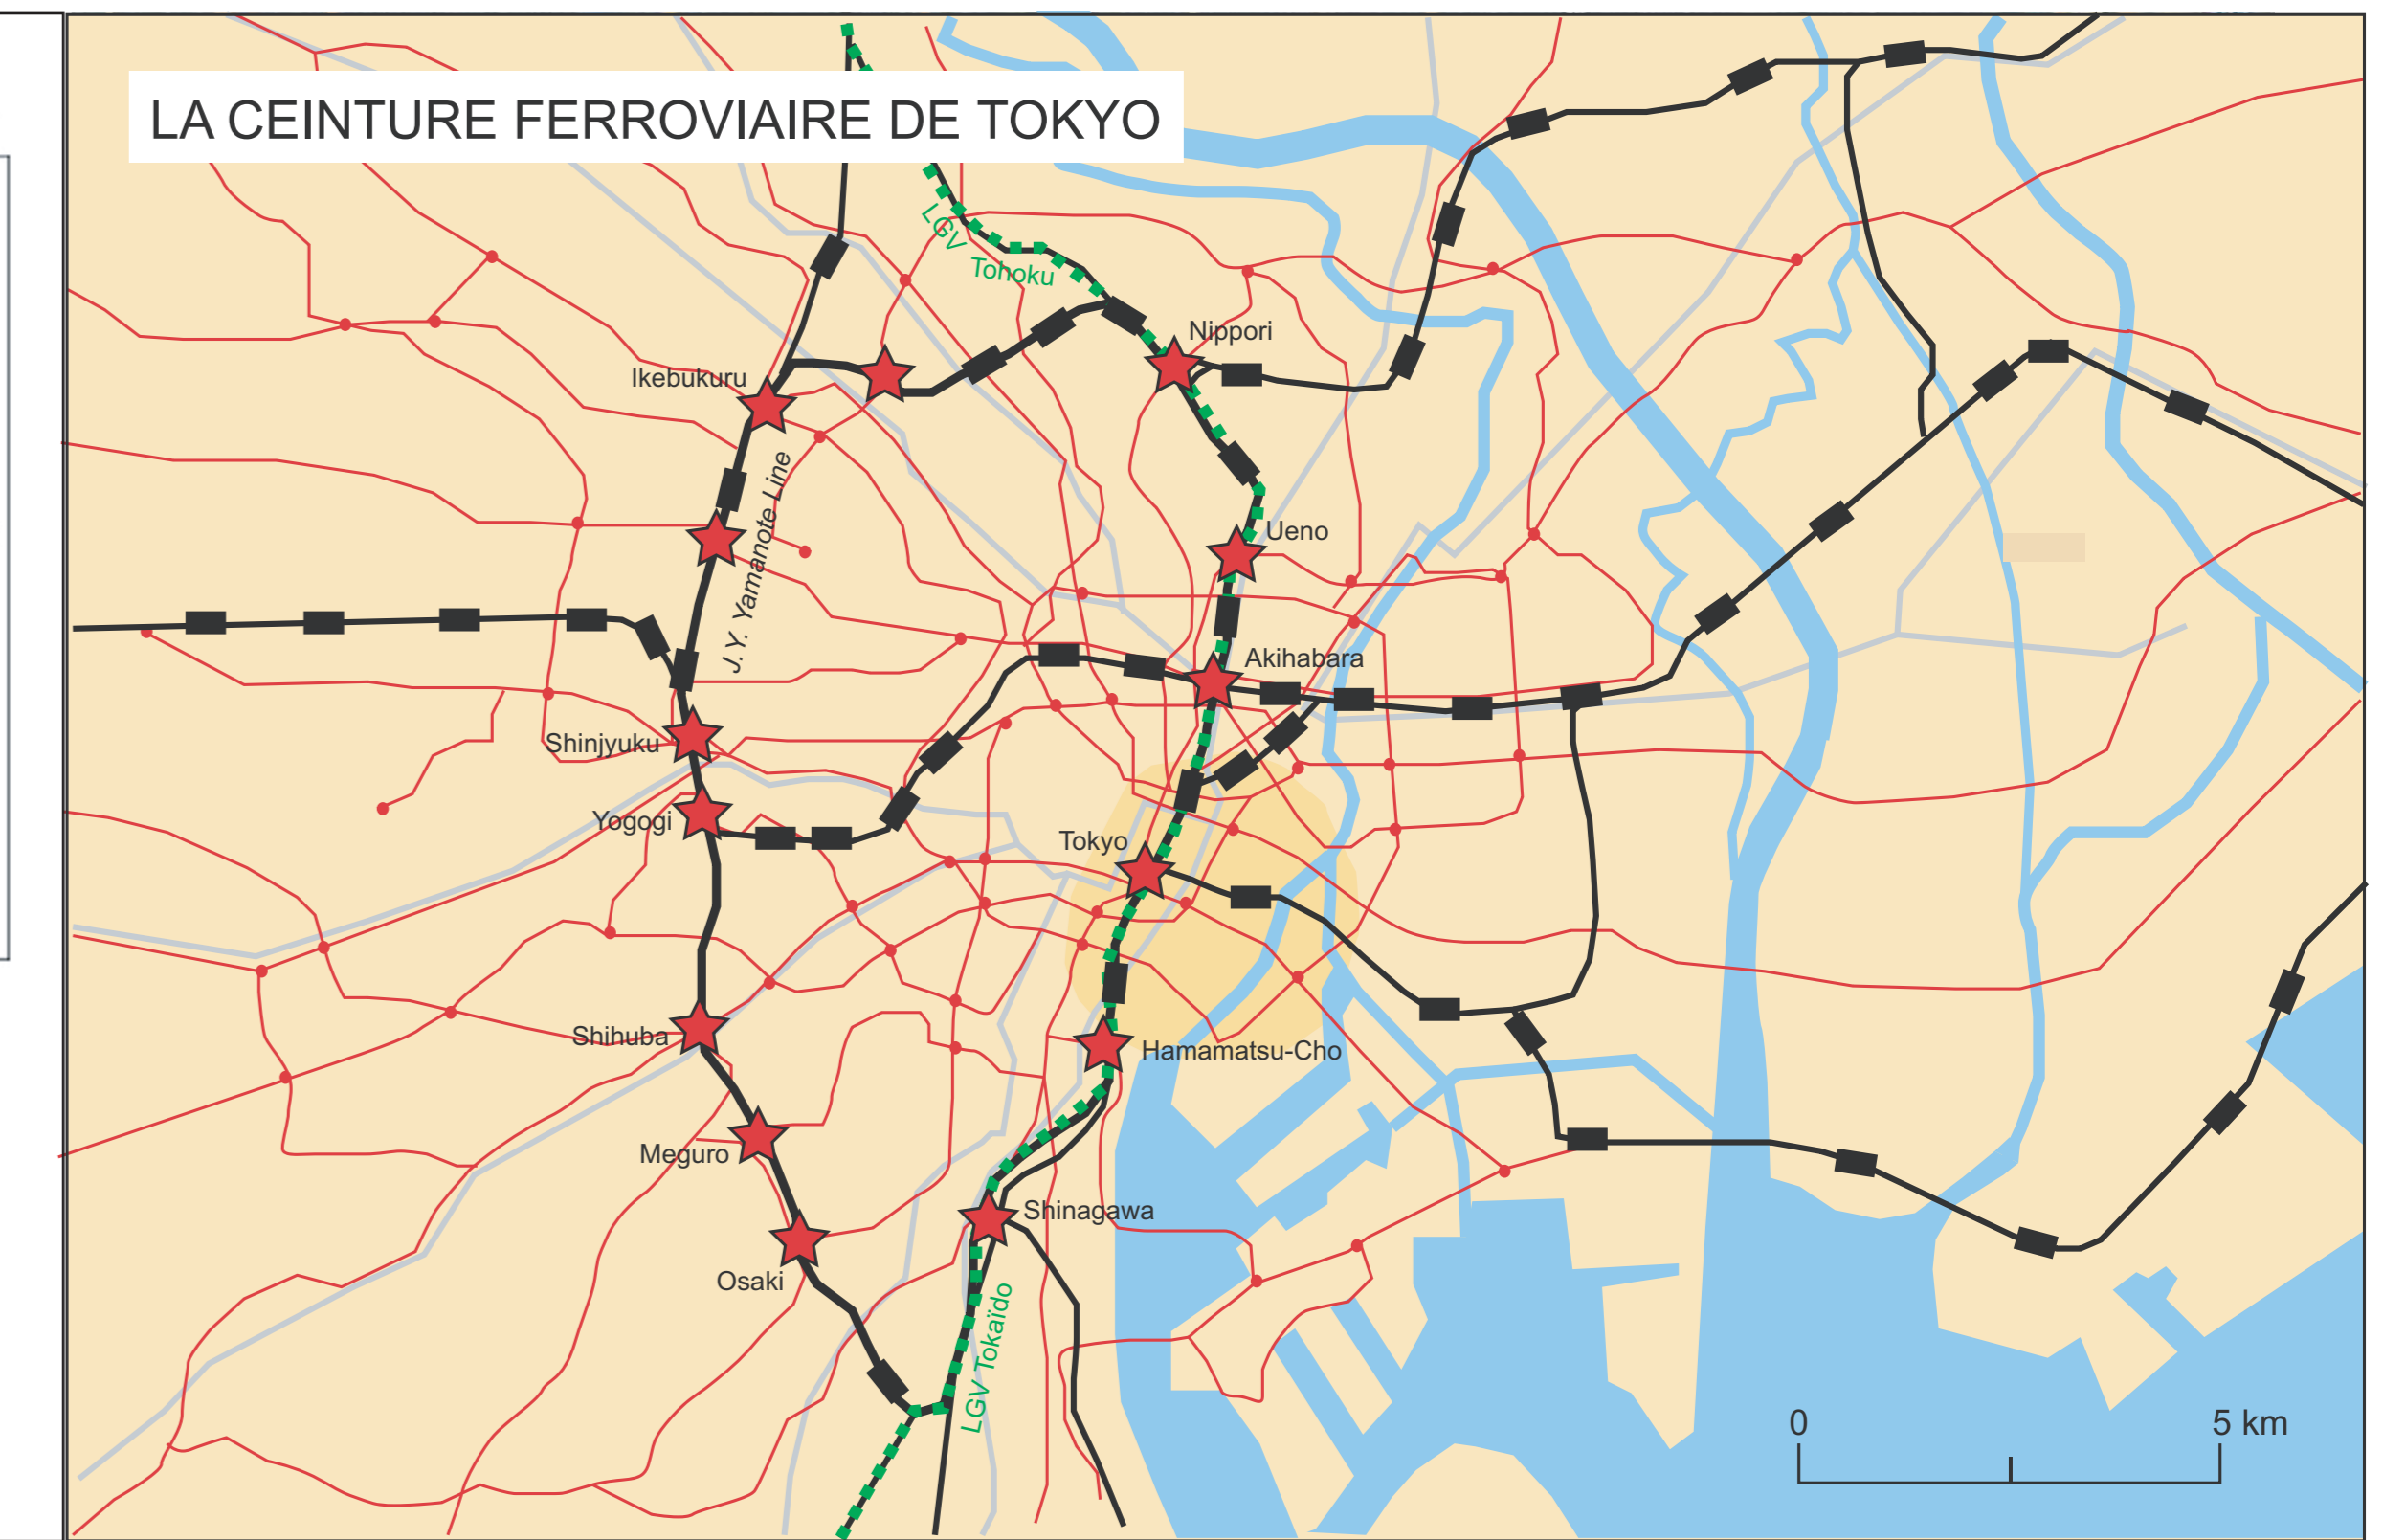 LA CEINTURE FERROVIAIRE DE TOKYO
LGV
Tohoku
Nippori
Ikebukuru
J.Y. Yamanote Line
Ueno
Akihabara
Shinjyuku
Yogogi
Tokyo
Shihuba
Hamamatsu-Cho
Meguro
Shinagawa
Osaki
LGV Tokaïdo
0
5 km